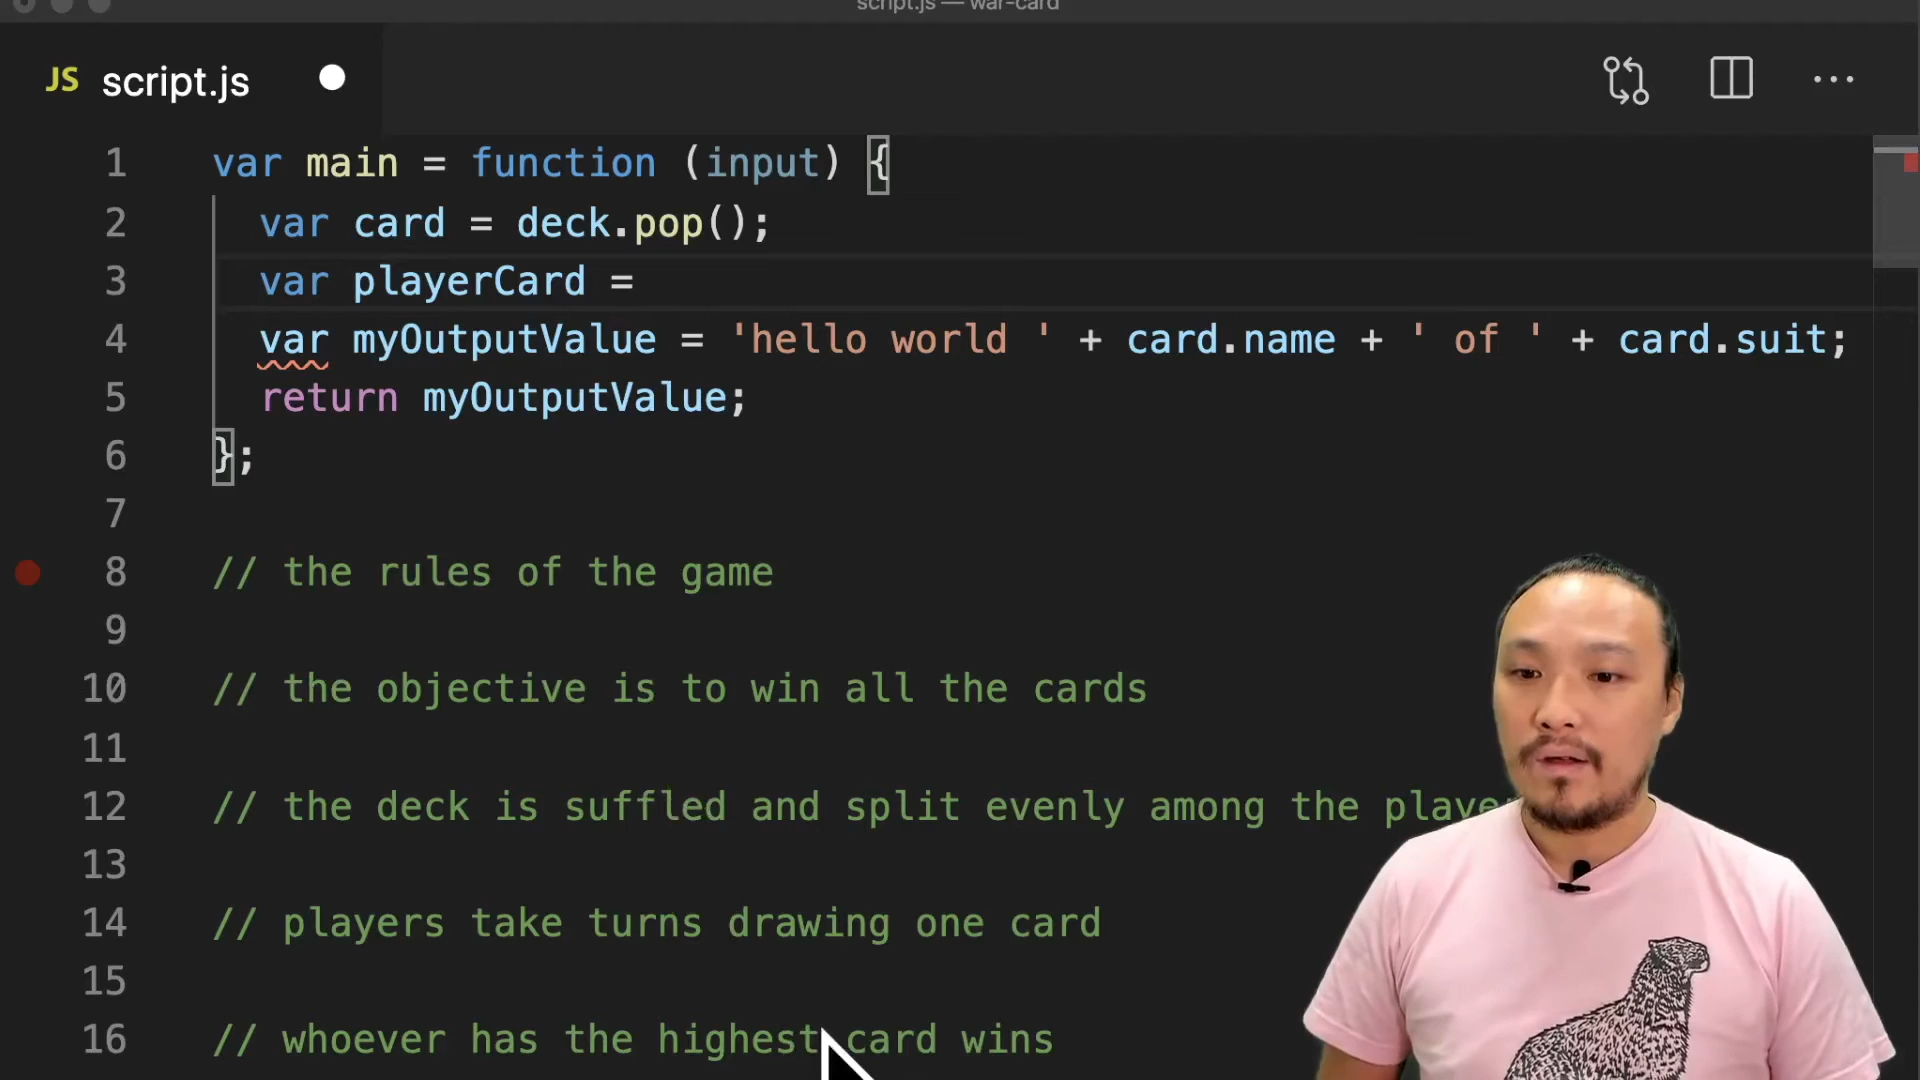 script.js — war-card
JS script.js
1 var main = function (input) {
2 var card = deck.pop();
3 var playerCard =
4 var myOutputValue = 'hello world ' + card.name + ' of ' + card.suit;
5 return myOutputValue;
6 };
7
8 // the rules of the game
9
10 // the objective is to win all the cards
11
12 // the deck is suffled and split evenly among the playe
13
14 // players take turns drawing one card
15
16 // whoever has the highest card wins